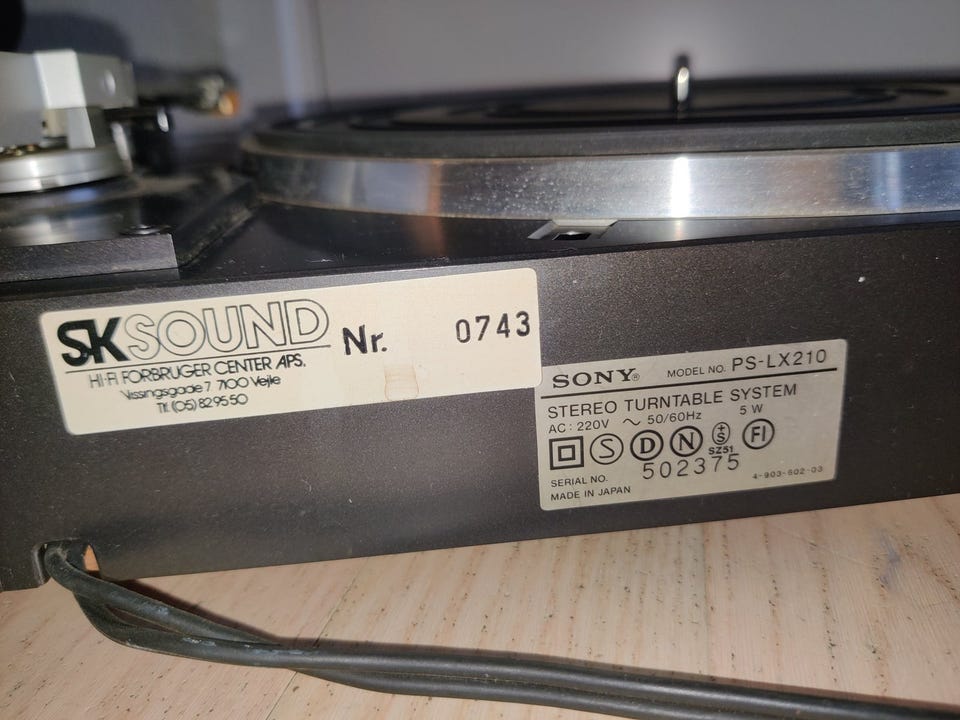 SKSOUND Nr. 0743
HI-FI FORBRUGER CENTER APS.
Vissingsgade 7 7100 Vejle
Tlf. (05) 82 95 50
SONY® MODEL NO. PS-LX210
STEREO TURNTABLE SYSTEM
AC: 220V ~ 50/60Hz 5 W
S D N +S FI
SZ51
SERIAL NO. 502375 4-903-602-03
MADE IN JAPAN